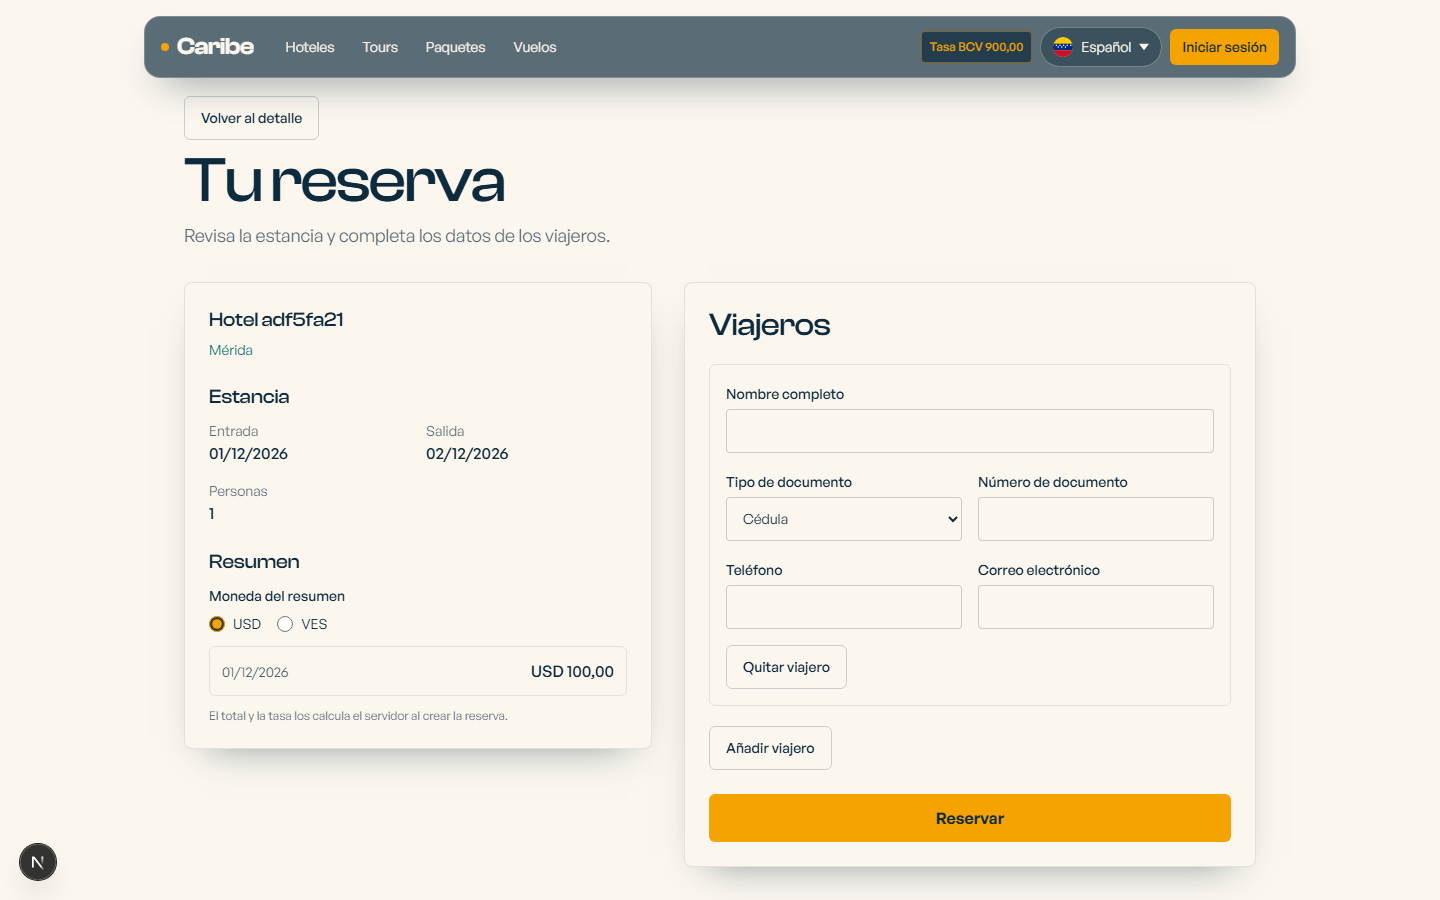 Caribe
Hoteles
Tours
Paquetes
Vuelos
Tasa BCV 900,00
Español
Iniciar sesión
Volver al detalle
Tu reserva
Revisa la estancia y completa los datos de los viajeros.
Hotel adf5fa21
Mérida
Estancia
Entrada
Salida
01/12/2026
02/12/2026
Personas
1
Resumen
Moneda del resumen
USD
VES
01/12/2026
USD 100,00
El total y la tasa los calcula el servidor al crear la reserva.
Viajeros
Nombre completo
Tipo de documento
Número de documento
Cédula
Teléfono
Correo electrónico
Quitar viajero
Añadir viajero
Reservar
N